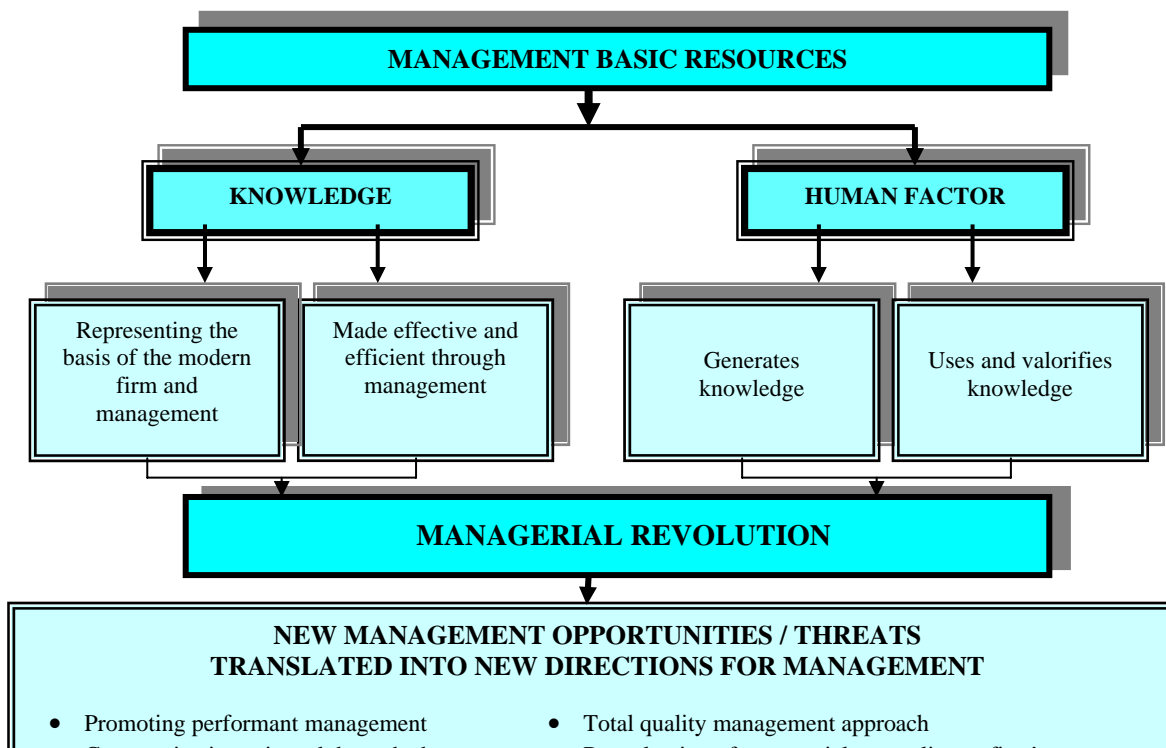 MANAGEMENT BASIC RESOURCES
KNOWLEDGE
HUMAN FACTOR
Representing the
basis of the modern
firm and
management
Made effective and
efficient through
management
Generates
knowledge
Uses and valorifies
knowledge
MANAGERIAL REVOLUTION
NEW MANAGEMENT OPPORTUNITIES / THREATS
TRANSLATED INTO NEW DIRECTIONS FOR MANAGEMENT
• Promoting performant management
• Total quality management approach